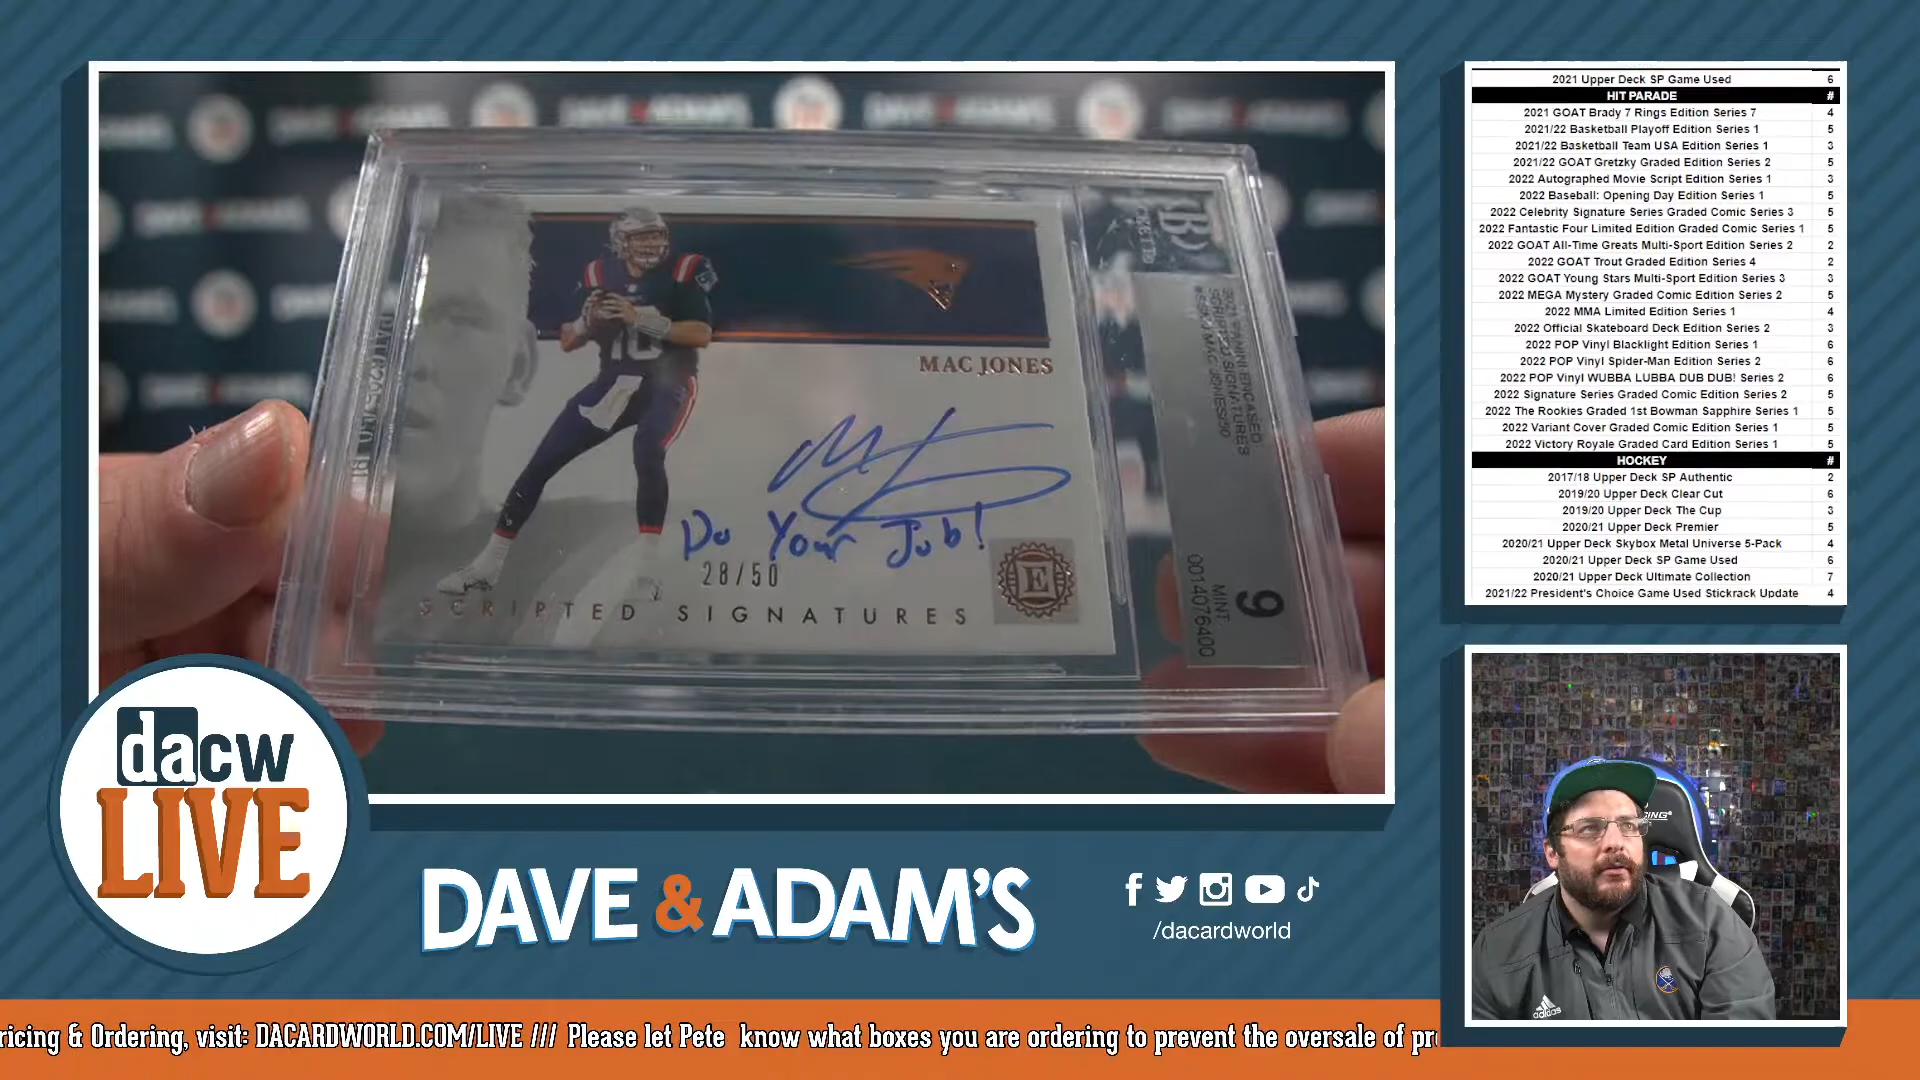 DAVE & ADAM'S
MAC JONES
Do Your Job!
28/50
SCRIPTED SIGNATURES
E
2021 PANINI ENCASED
SCRIPTED SIGNATURES
MAC JONES/50
9
MINT
0014076400
2021 Upper Deck SP Game Used 6
HIT PARADE #
2021 GOAT Brady 7 Rings Edition Series 7 4
2021/22 Basketball Playoff Edition Series 1 5
2021/22 Basketball Team USA Edition Series 1 3
2021/22 GOAT Gretzky Graded Edition Series 2 5
2022 Autographed Movie Script Edition Series 1 3
2022 Baseball: Opening Day Edition Series 1 5
2022 Celebrity Signature Series Graded Comic Series 3 5
2022 Fantastic Four Limited Edition Graded Comic Series 1 5
2022 GOAT All-Time Greats Multi-Sport Edition Series 2 2
2022 GOAT Trout Graded Edition Series 4 2
2022 GOAT Young Stars Multi-Sport Edition Series 3 3
2022 MEGA Mystery Graded Comic Edition Series 2 5
2022 MMA Limited Edition Series 1 4
2022 Official Skateboard Deck Edition Series 2 3
2022 POP Vinyl Blacklight Edition Series 1 6
2022 POP Vinyl Spider-Man Edition Series 2 6
2022 POP Vinyl WUBBA LUBBA DUB DUB! Series 2 6
2022 Signature Series Graded Comic Edition Series 2 5
2022 The Rookies Graded 1st Bowman Sapphire Series 1 5
2022 Variant Cover Graded Comic Edition Series 1 5
2022 Victory Royale Graded Card Edition Series 1 5
HOCKEY #
2017/18 Upper Deck SP Authentic 2
2019/20 Upper Deck Clear Cut 6
2019/20 Upper Deck The Cup 3
2020/21 Upper Deck Premier 5
2020/21 Upper Deck Skybox Metal Universe 5-Pack 4
2020/21 Upper Deck SP Game Used 6
2020/21 Upper Deck Ultimate Collection 7
2021/22 President's Choice Game Used Stickrack Update 4
dacw
LIVE
DAVE & ADAM'S
/dacardworld
adidas
ricing & Ordering, visit: DACARDWORLD.COM/LIVE /// Please let Pete know what boxes you are ordering to prevent the oversale of pr